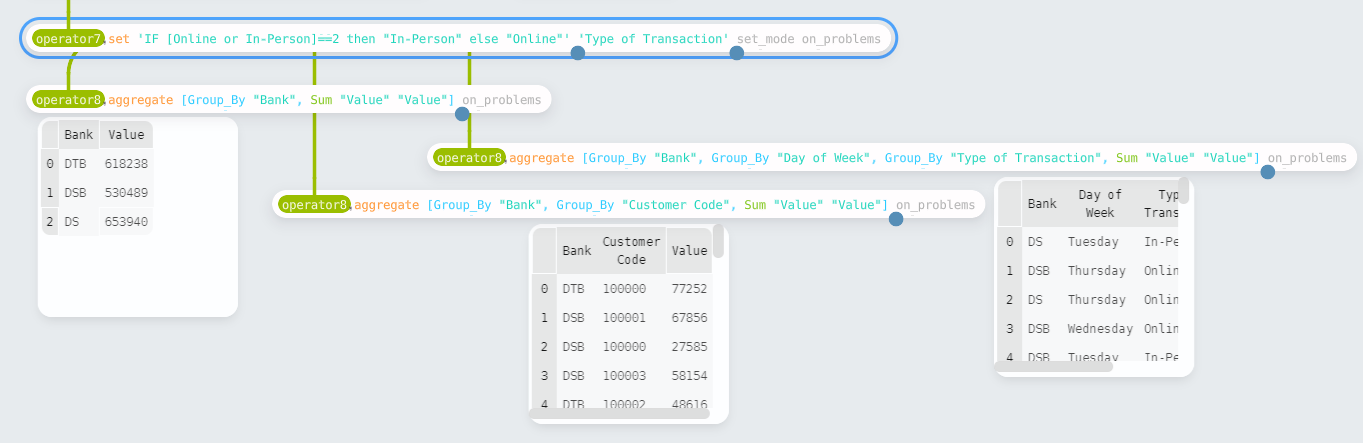 operator7.set 'IF [Online or In-Person]==2 then "In-Person" else "Online"' 'Type of Transaction' set_mode on_problems
operator8.aggregate [Group_By "Bank", Sum "Value" "Value"] on_problems
Bank Value
0 DTB 618238
1 DSB 530489
2 DS 653940
operator8.aggregate [Group_By "Bank", Group_By "Day of Week", Group_By "Type of Transaction", Sum "Value" "Value"] on_problems
Bank Day of Week Typ Trans
0 DS Tuesday In-Pe
1 DSB Thursday Onlin
2 DS Thursday Onlin
3 DSB Wednesday Onlin
4 DSB Tuesday In-Pe
operator8.aggregate [Group_By "Bank", Group_By "Customer Code", Sum "Value" "Value"] on_problems
Bank Customer Code Value
0 DTB 100000 77252
1 DSB 100001 67856
2 DSB 100000 27585
3 DSB 100003 58154
4 DTB 100002 48616